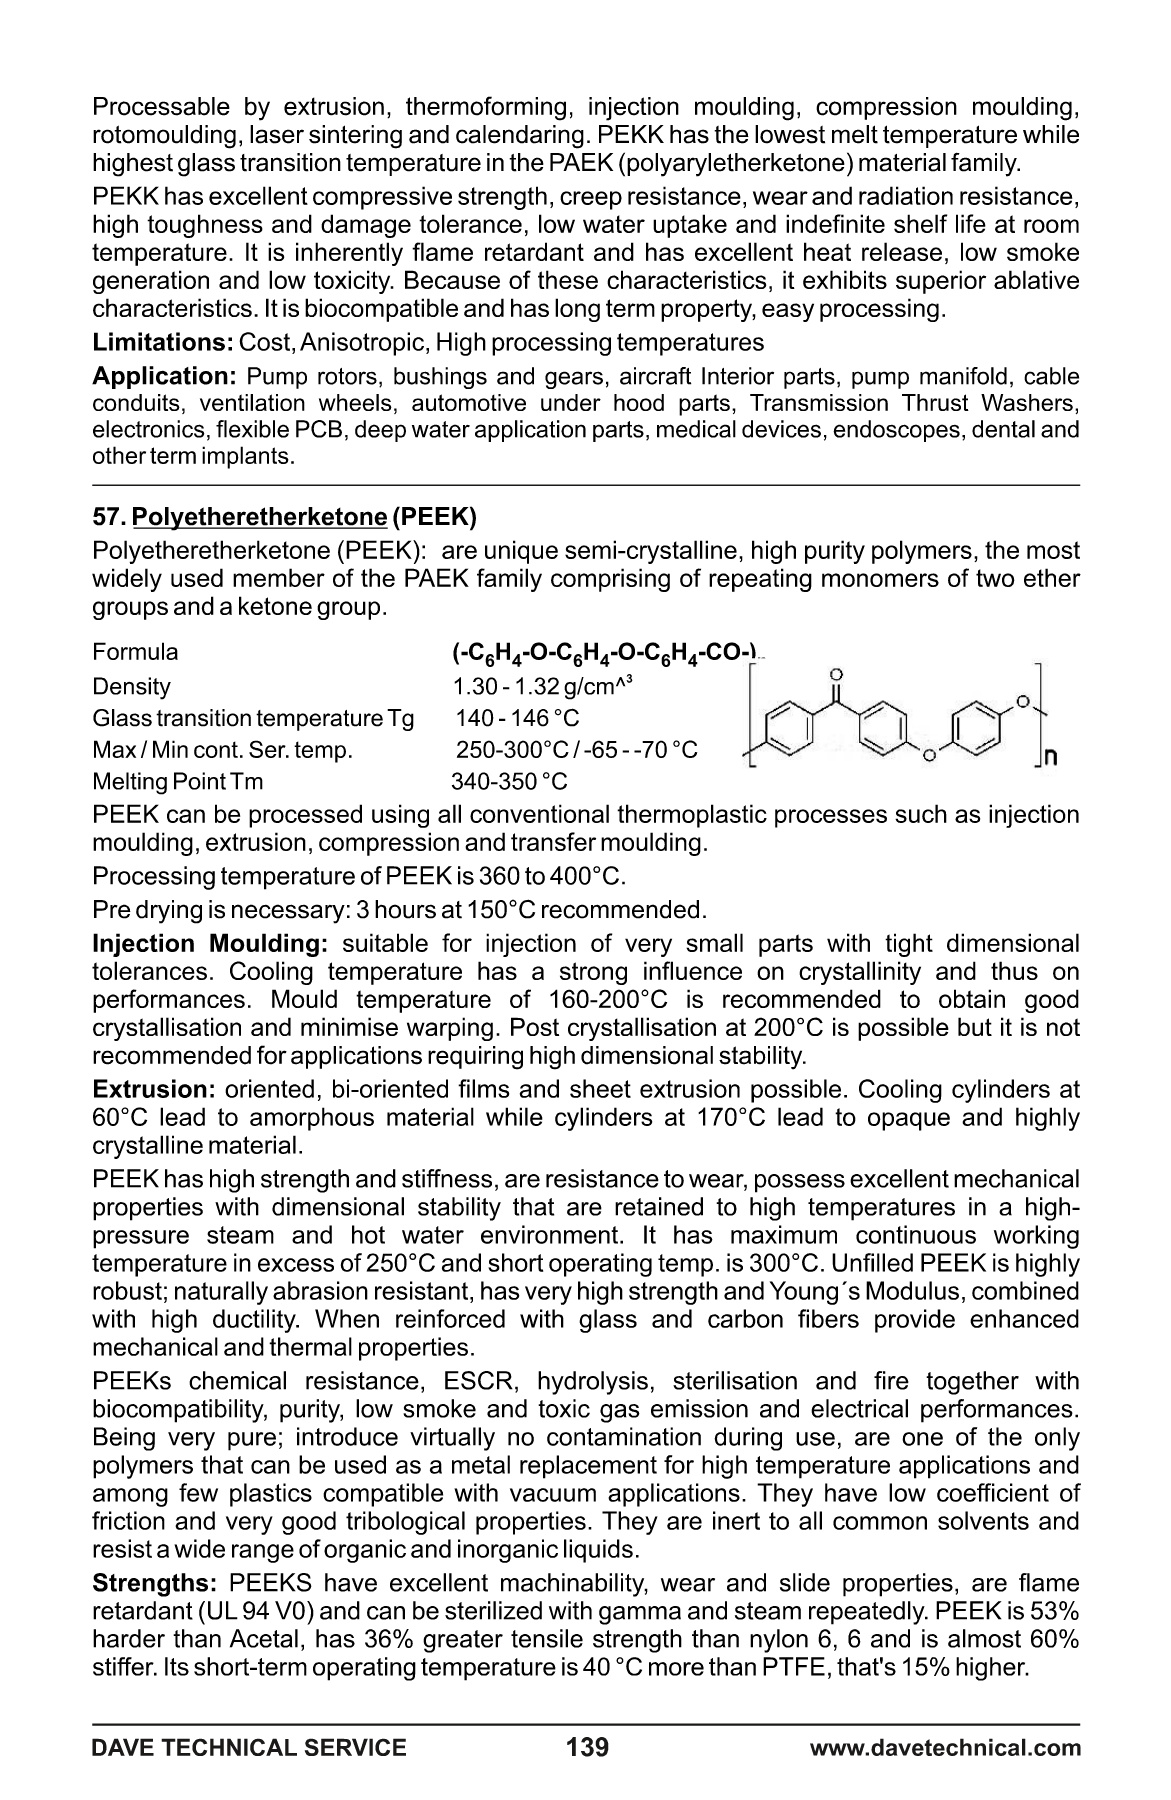 Processable by extrusion, thermoforming, injection moulding, compression moulding,
rotomoulding, laser sintering and calendaring. PEKK has the lowest melt temperature while
highest glass transition temperature in the PAEK (polyaryletherketone) material family.
PEKK has excellent compressive strength, creep resistance, wear and radiation resistance,
high toughness and damage tolerance, low water uptake and indefinite shelf life at room
temperature. It is inherently flame retardant and has excellent heat release, low smoke
generation and low toxicity. Because of these characteristics, it exhibits superior ablative
characteristics. It is biocompatible and has long term property, easy processing.
Limitations: Cost, Anisotropic, High processing temperatures
Application: Pump rotors, bushings and gears, aircraft Interior parts, pump manifold, cable
conduits, ventilation wheels, automotive under hood parts, Transmission Thrust Washers,
electronics, flexible PCB, deep water application parts, medical devices, endoscopes, dental and
other term implants.
57. Polyetheretherketone (PEEK)
Polyetheretherketone (PEEK): are unique semi-crystalline, high purity polymers, the most
widely used member of the PAEK family comprising of repeating monomers of two ether
groups and a ketone group.
Formula (-C6H4-O-C6H4-O-C6H4-CO-)
Density 1.30 - 1.32 g/cm^³
Glass transition temperature Tg 140 - 146 °C
Max / Min cont. Ser. temp. 250-300°C / -65 - -70 °C
Melting Point Tm 340-350 °C
O
O
O
n
PEEK can be processed using all conventional thermoplastic processes such as injection
moulding, extrusion, compression and transfer moulding.
Processing temperature of PEEK is 360 to 400°C.
Pre drying is necessary: 3 hours at 150°C recommended.
Injection Moulding: suitable for injection of very small parts with tight dimensional
tolerances. Cooling temperature has a strong influence on crystallinity and thus on
performances. Mould temperature of 160-200°C is recommended to obtain good
crystallisation and minimise warping. Post crystallisation at 200°C is possible but it is not
recommended for applications requiring high dimensional stability.
Extrusion: oriented, bi-oriented films and sheet extrusion possible. Cooling cylinders at
60°C lead to amorphous material while cylinders at 170°C lead to opaque and highly
crystalline material.
PEEK has high strength and stiffness, are resistance to wear, possess excellent mechanical
properties with dimensional stability that are retained to high temperatures in a high-
pressure steam and hot water environment. It has maximum continuous working
temperature in excess of 250°C and short operating temp. is 300°C. Unfilled PEEK is highly
robust; naturally abrasion resistant, has very high strength and Young´s Modulus, combined
with high ductility. When reinforced with glass and carbon fibers provide enhanced
mechanical and thermal properties.
PEEKs chemical resistance, ESCR, hydrolysis, sterilisation and fire together with
biocompatibility, purity, low smoke and toxic gas emission and electrical performances.
Being very pure; introduce virtually no contamination during use, are one of the only
polymers that can be used as a metal replacement for high temperature applications and
among few plastics compatible with vacuum applications. They have low coefficient of
friction and very good tribological properties. They are inert to all common solvents and
resist a wide range of organic and inorganic liquids.
Strengths: PEEKS have excellent machinability, wear and slide properties, are flame
retardant (UL 94 V0) and can be sterilized with gamma and steam repeatedly. PEEK is 53%
harder than Acetal, has 36% greater tensile strength than nylon 6, 6 and is almost 60%
stiffer. Its short-term operating temperature is 40 °C more than PTFE, that's 15% higher.
DAVE TECHNICAL SERVICE 139 www.davetechnical.com